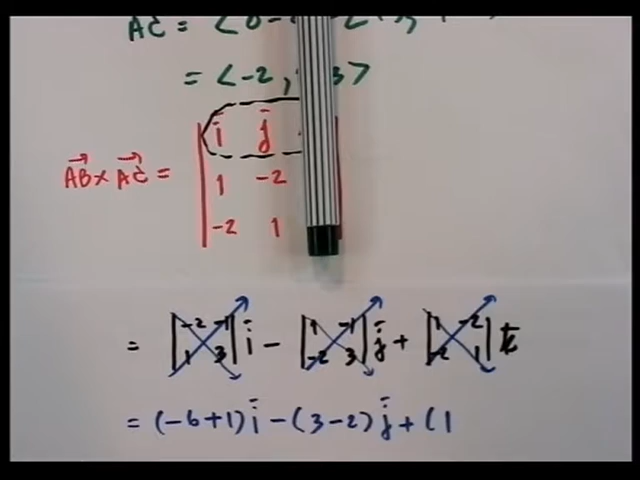 AC = <0-
= <-2, 3>
i j
AB × AC = 1 -2
-2 1
= |-2 -1 1 3| i - |1 -1 -2 3| j + |1 -2 -2 1| k
= (-6+1) i - (3-2) j + (1